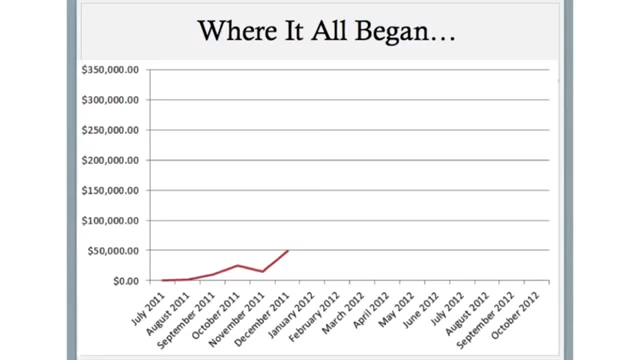 Where It All Began…
$350,000.00
$300,000.00
$250,000.00
$200,000.00
$150,000.00
$100,000.00
$50,000.00
$0.00
July 2011
August 2011
September 2011
October 2011
November 2011
December 2011
January 2012
February 2012
March 2012
April 2012
May 2012
June 2012
July 2012
August 2012
September 2012
October 2012